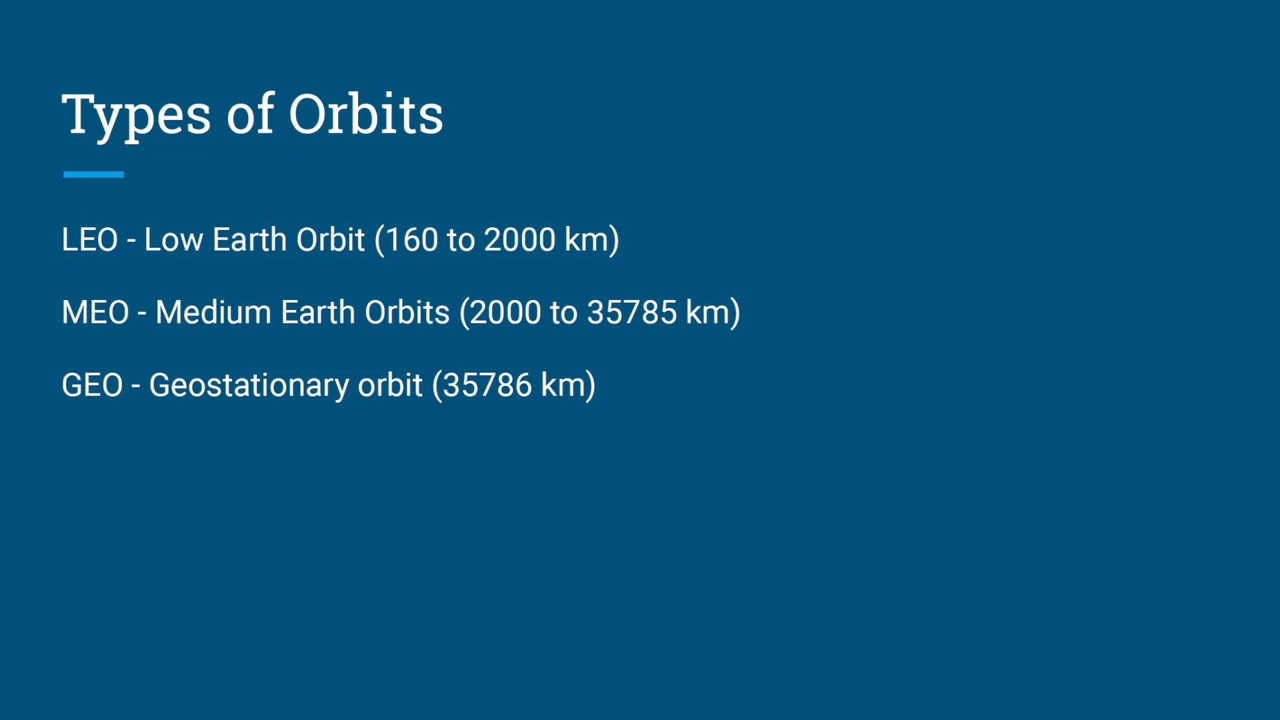 Types of Orbits
LEO - Low Earth Orbit (160 to 2000 km)
MEO - Medium Earth Orbits (2000 to 35785 km)
GEO - Geostationary orbit (35786 km)